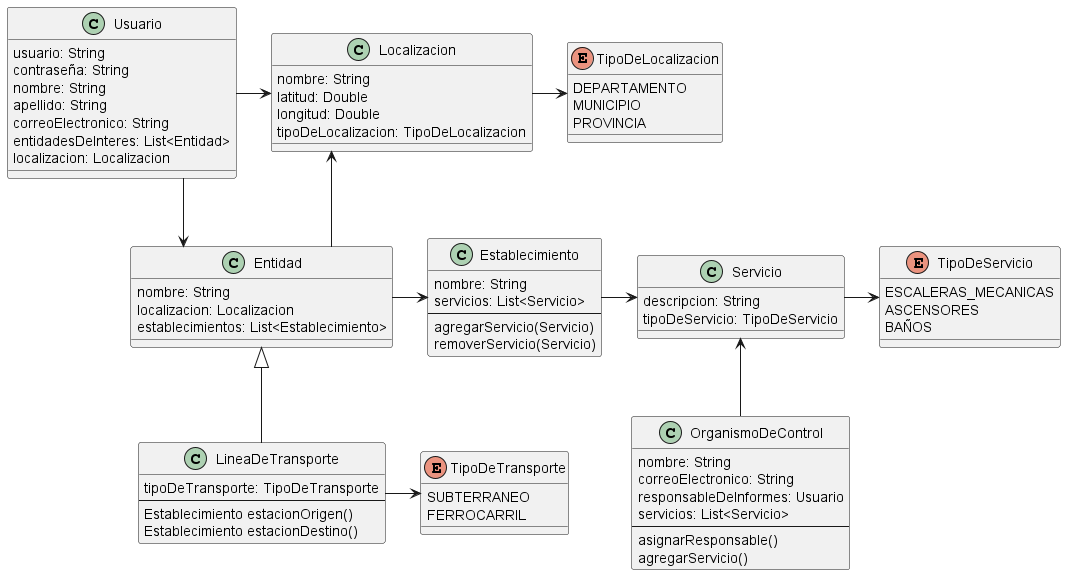 C Usuario
usuario: String
contraseña: String
nombre: String
apellido: String
correoElectronico: String
entidadesDeInteres: List<Entidad>
localizacion: Localizacion
C Localizacion
nombre: String
latitud: Double
longitud: Double
tipoDeLocalizacion: TipoDeLocalizacion
E TipoDeLocalizacion
DEPARTAMENTO
MUNICIPIO
PROVINCIA
C Entidad
nombre: String
localizacion: Localizacion
establecimientos: List<Establecimiento>
C Establecimiento
nombre: String
servicios: List<Servicio>
agregarServicio(Servicio)
removerServicio(Servicio)
C Servicio
descripcion: String
tipoDeServicio: TipoDeServicio
E TipoDeServicio
ESCALERAS_MECANICAS
ASCENSORES
BAÑOS
C LineaDeTransporte
tipoDeTransporte: TipoDeTransporte
Establecimiento estacionOrigen()
Establecimiento estacionDestino()
E TipoDeTransporte
SUBTERRANEO
FERROCARRIL
C OrganismoDeControl
nombre: String
correoElectronico: String
responsableDeInformes: Usuario
servicios: List<Servicio>
asignarResponsable()
agregarServicio()